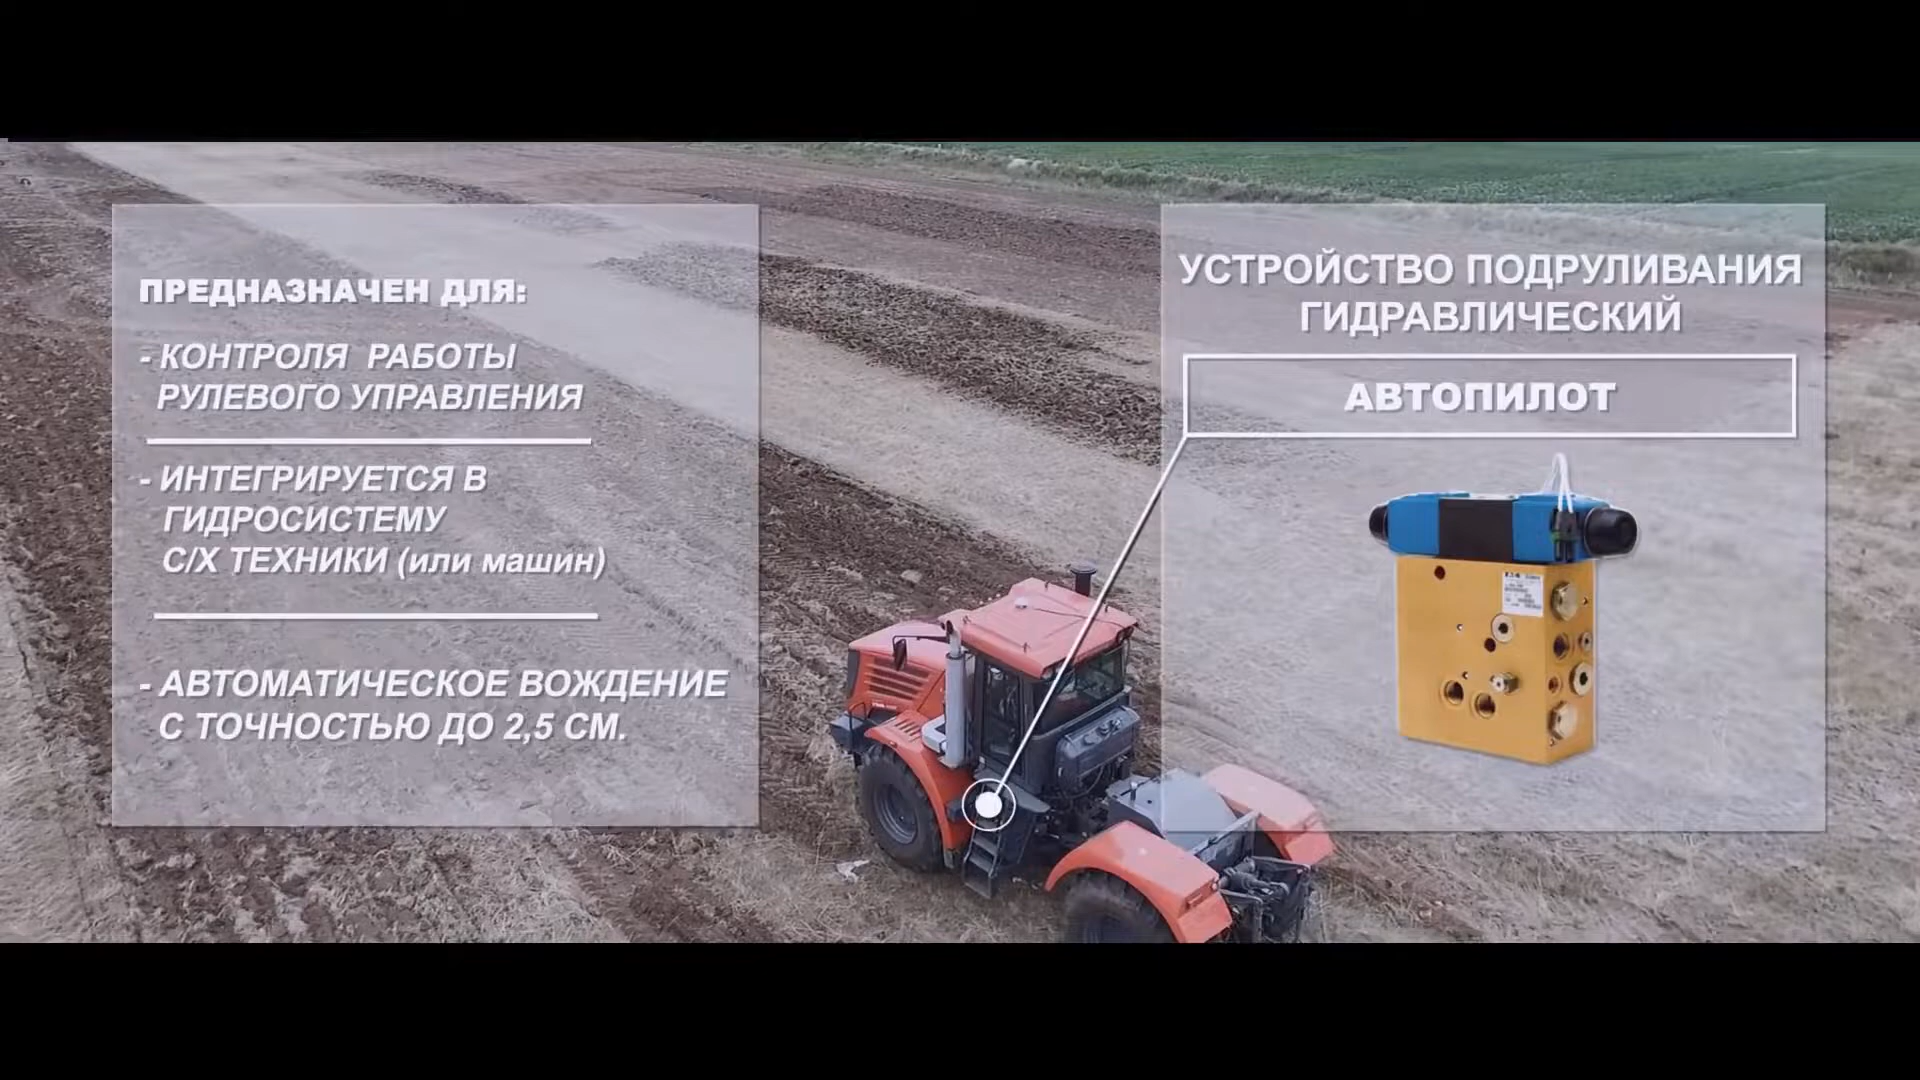 ПРЕДНАЗНАЧЕН ДЛЯ:
- КОНТРОЛЯ РАБОТЫ
РУЛЕВОГО УПРАВЛЕНИЯ
- ИНТЕГРИРУЕТСЯ В
ГИДРОСИСТЕМУ
С/Х ТЕХНИКИ (или машин)
- АВТОМАТИЧЕСКОЕ ВОЖДЕНИЕ
С ТОЧНОСТЬЮ ДО 2,5 СМ.
УСТРОЙСТВО ПОДРУЛИВАНИЯ
ГИДРАВЛИЧЕСКИЙ
АВТОПИЛОТ